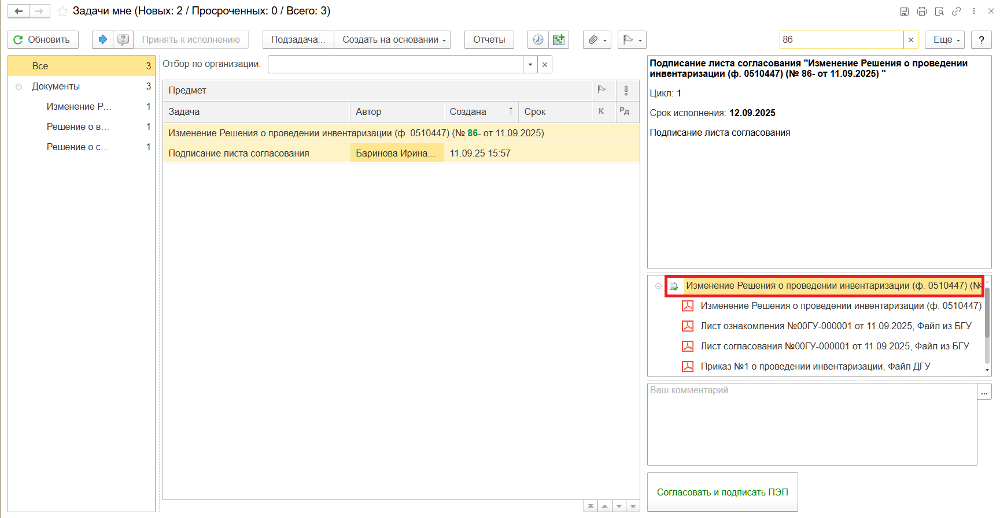 Задачи мне (Новых: 2 / Просроченных: 0 / Всего: 3)
Обновить
Принять к исполнению
Подзадача...
Создать на основании
Отчеты
86
Еще
?
Все 3
Документы 3
Изменение Р... 1
Решение о в... 1
Решение о с... 1
Отбор по организации:
Предмет
Задача Автор Создана ↑ Срок К РД
Изменение Решения о проведении инвентаризации (ф. 0510447) (№ 86- от 11.09.2025)
Подписание листа согласования Баринова Ирина... 11.09.25 15:57
Подписание листа согласования "Изменение Решения о проведении
инвентаризации (ф. 0510447) (№ 86- от 11.09.2025) "
Цикл: 1
Срок исполнения: 12.09.2025
Подписание листа согласования
Изменение Решения о проведении инвентаризации (ф. 0510447) (№
Изменение Решения о проведении инвентаризации (ф. 0510447)
Лист ознакомления №00ГУ-000001 от 11.09.2025, Файл из БГУ
Лист согласования №00ГУ-000001 от 11.09.2025, Файл из БГУ
Приказ №1 о проведении инвентаризации, Файл ДГУ
Ваш комментарий
...
Согласовать и подписать ПЭП